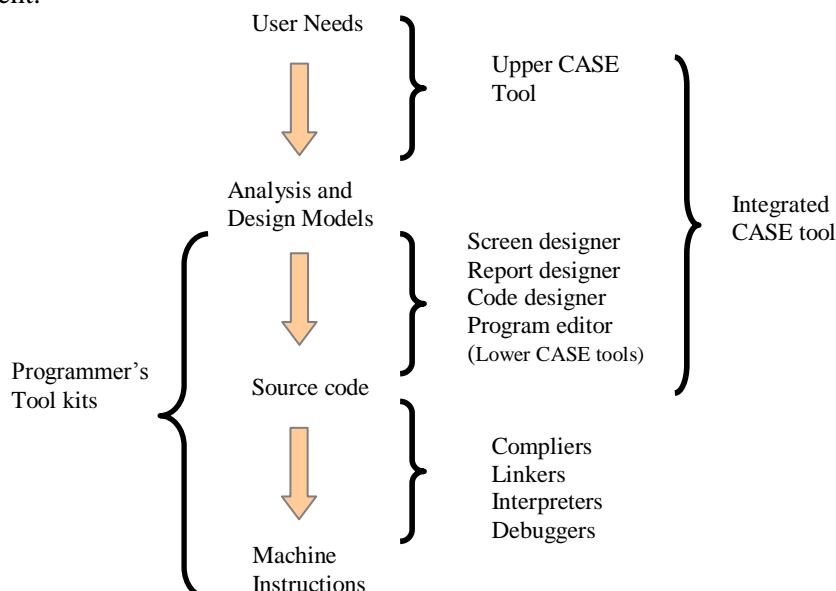 User Needs
Upper CASE
Tool
Analysis and
Design Models
Integrated
CASE tool
Screen designer
Report designer
Code designer
Program editor
(Lower CASE tools)
Programmer's
Tool kits
Source code
Compliers
Linkers
Interpreters
Debuggers
Machine
Instructions